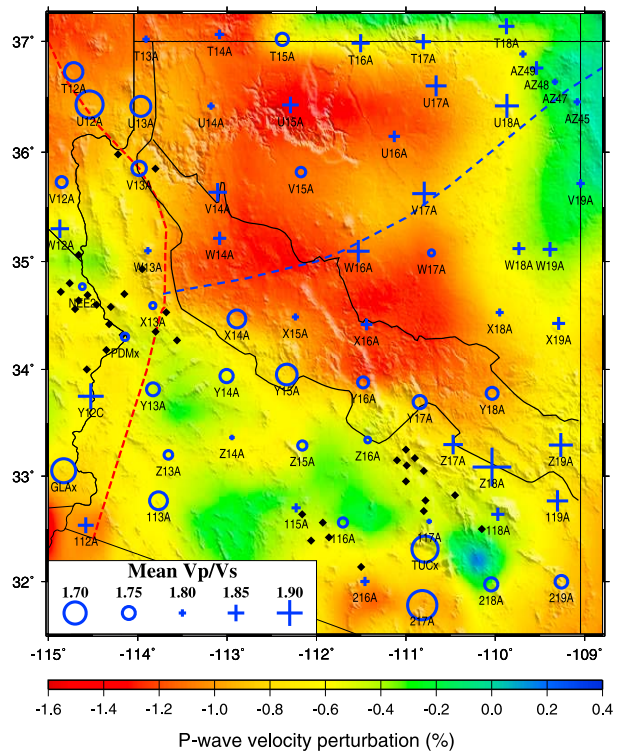 37°
36°
35°
34°
33°
32°
T12A
T13A
T14A
T15A
T16A
T17A
T18A
AZ49
AZ48
AZ47
AZ45
U12A
U13A
U14A
U15A
U16A
U17A
U18A
V12A
V13A
V14A
V15A
V17A
V19A
W12A
W13A
W14A
W16A
W17A
W18A
W19A
X13A
X14A
X15A
X16A
X18A
X19A
PDMx
Y12C
Y13A
Y14A
Y15A
Y16A
Y17A
Y18A
GLAx
Z13A
Z14A
Z15A
Z16A
Z17A
Z18A
Z19A
112A
113A
115A
116A
117A
118A
119A
TUCx
216A
217A
218A
219A
Mean Vp/Vs
1.70 1.75 1.80 1.85 1.90
-115 -114 -113 -112 -111 -110 -109
-1.6 -1.4 -1.2 -1.0 -0.8 -0.6 -0.4 -0.2 0.0 0.2 0.4
P-wave velocity perturbation (%)